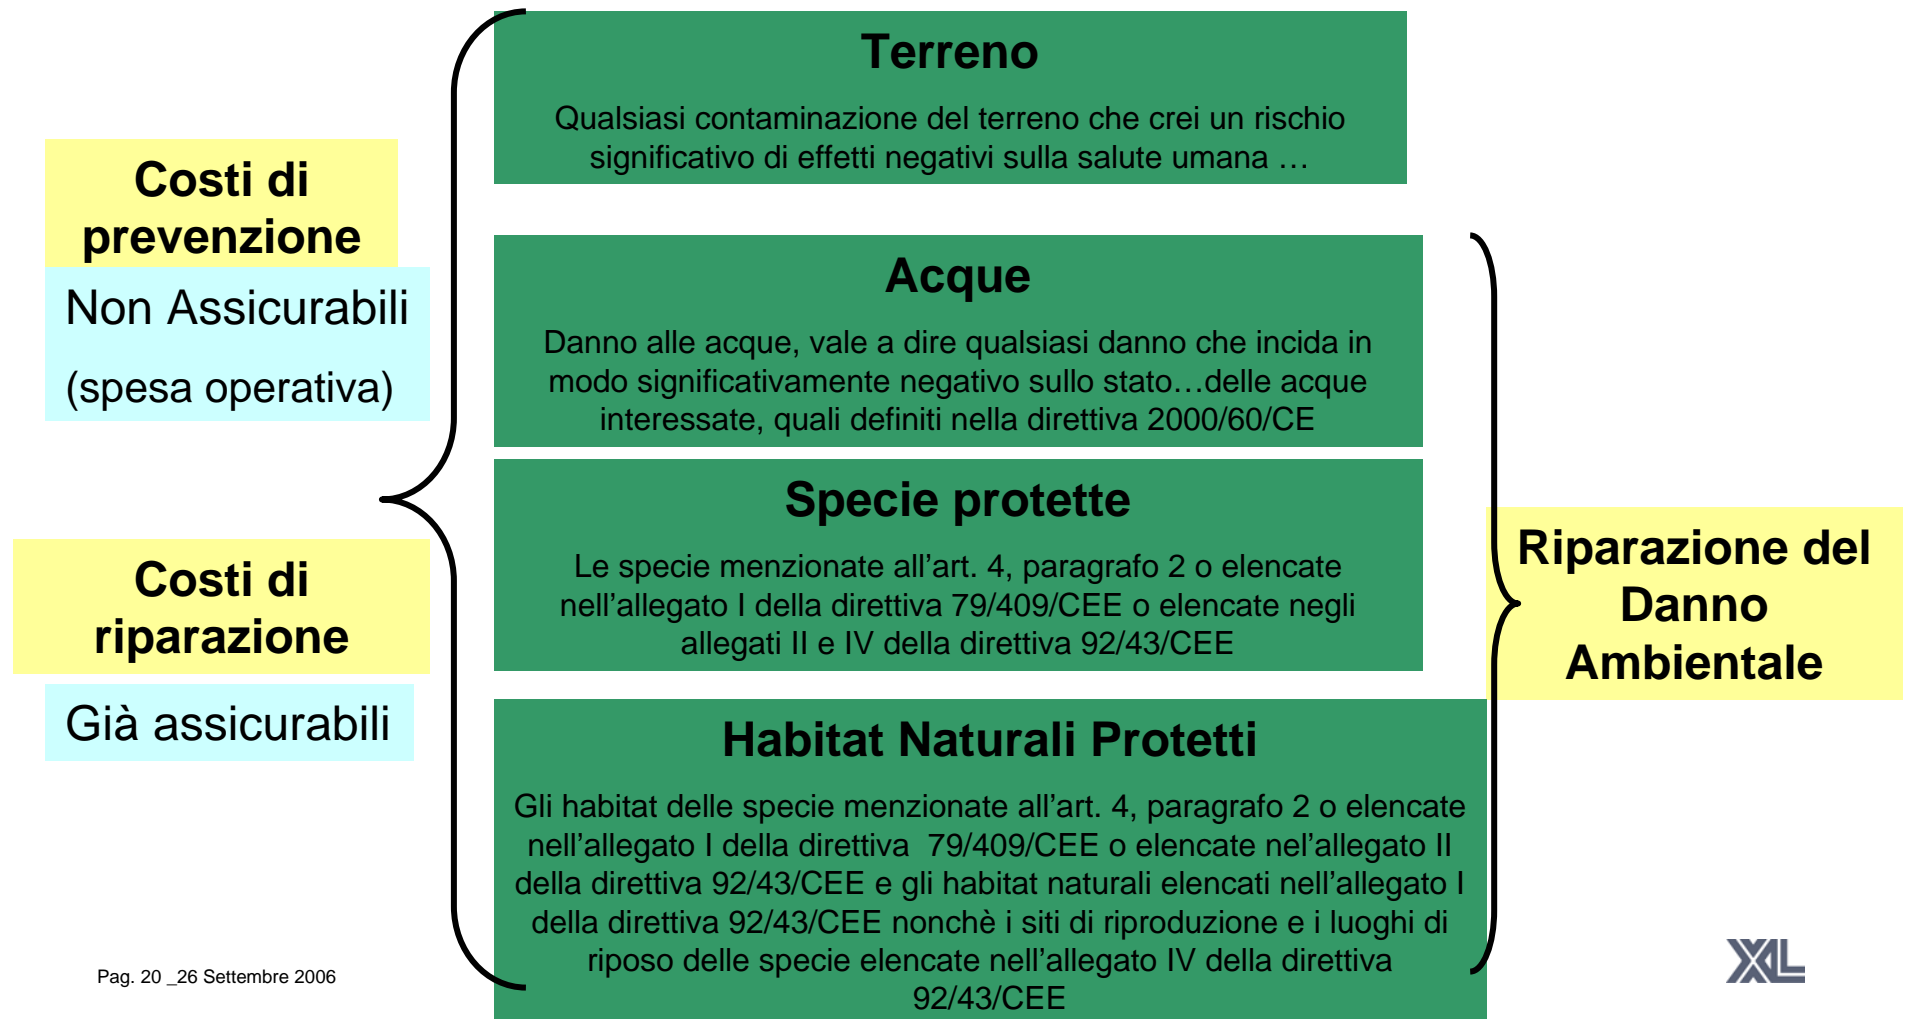 Costi di
prevenzione
Non Assicurabili
(spesa operativa)
Costi di
riparazione
Già assicurabili
Terreno
Qualsiasi contaminazione del terreno che crei un rischio
significativo di effetti negativi sulla salute umana …
Acque
Danno alle acque, vale a dire qualsiasi danno che incida in
modo significativamente negativo sullo stato…delle acque
interessate, quali definiti nella direttiva 2000/60/CE
Specie protette
Le specie menzionate all’art. 4, paragrafo 2 o elencate
nell’allegato I della direttiva 79/409/CEE o elencate negli
allegati II e IV della direttiva 92/43/CEE
Habitat Naturali Protetti
Gli habitat delle specie menzionate all’art. 4, paragrafo 2 o elencate
nell’allegato I della direttiva 79/409/CEE o elencate nel’allegato II
della direttiva 92/43/CEE e gli habitat naturali elencati nell’allegato I
della direttiva 92/43/CEE nonchè i siti di riproduzione e i luoghi di
riposo delle specie elencate nell’allegato IV della direttiva
92/43/CEE
Riparazione del
Danno
Ambientale
Pag. 20 _26 Settembre 2006
XL